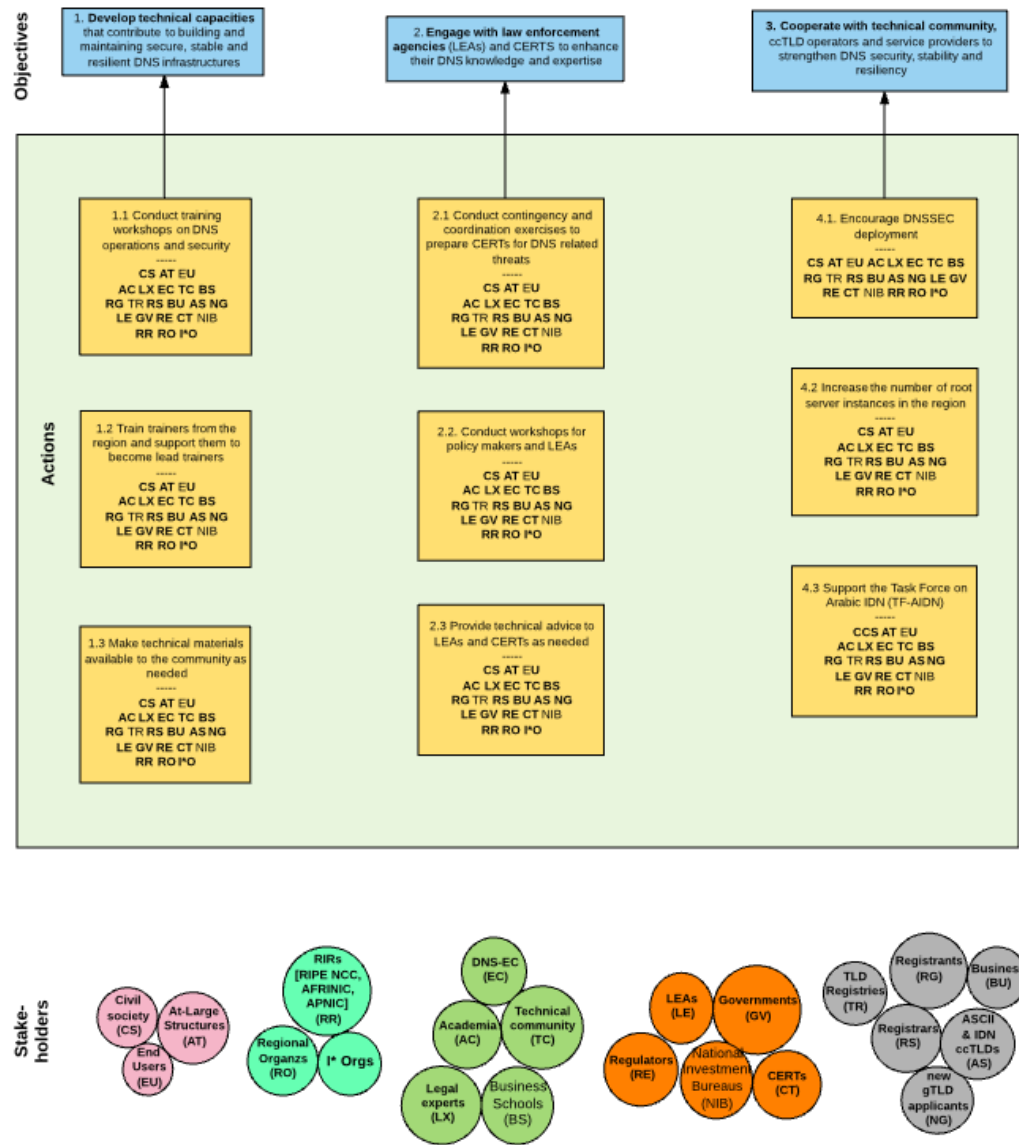 Objectives
1. Develop technical capacities
that contribute to building and
maintaining secure, stable and
resilient DNS infrastructures
2. Engage with law enforcement
agencies (LEAs) and CERTS to enhance
their DNS knowledge and expertise
3. Cooperate with technical community,
ccTLD operators and service providers to
strengthen DNS security, stability and
resiliency
Actions
1.1 Conduct training
workshops on DNS
operations and security
-----
CS AT EU
AC LX EC TC BS
RG TR RS BU AS NG
LE GV RE CT NIB
RR RO I*O
1.2 Train trainers from the
region and support them to
become lead trainers
-----
CS AT EU
AC LX EC TC BS
RG TR RS BU AS NG
LE GV RE CT NIB
RR RO I*O
1.3 Make technical materials
available to the community as
needed
-----
CS AT EU
AC LX EC TC BS
RG TR RS BU AS NG
LE GV RE CT NIB
RR RO I*O
2.1 Conduct contingency and
coordination exercises to
prepare CERTs for DNS related
threats
-----
CS AT EU
AC LX EC TC BS
RG TR RS BU AS NG
LE GV RE CT NIB
RR RO I*O
2.2. Conduct workshops for
policy makers and LEAs
-----
CS AT EU
AC LX EC TC BS
RG TR RS BU AS NG
LE GV RE CT NIB
RR RO I*O
2.3 Provide technical advice to
LEAs and CERTs as needed
-----
CS AT EU
AC LX EC TC BS
RG TR RS BU AS NG
LE GV RE CT NIB
RR RO I*O
4.1. Encourage DNSSEC
deployment
-----
CS AT EU AC LX EC TC BS
RG TR RS BU AS NG LE GV
RE CT NIB RR RO I*O
4.2 Increase the number of root
server instances in the region
-----
CS AT EU
AC LX EC TC BS
RG TR RS BU AS NG
LE GV RE CT NIB
RR RO I*O
4.3 Support the Task Force on
Arabic IDN (TF-AIDN)
-----
CCS AT EU
AC LX EC TC BS
RG TR RS BU AS NG
LE GV RE CT NIB
RR RO I*O
Stake-
holders
Civil
society
(CS)
At-Large
Structures
(AT)
End
Users
(EU)
RIRs
[RIPE NCC,
AFRINIC,
APNIC]
(RR)
Regional
Organzs
(RO)
I* Orgs
DNS-EC
(EC)
Academia
(AC)
Technical
community
(TC)
Legal
experts
(LX)
Business
Schools
(BS)
LEAs
(LE)
Governments
(GV)
Regulators
(RE)
National
Investment
Bureaus
(NIB)
CERTs
(CT)
TLD
Registries
(TR)
Registrants
(RG)
Busines
(BU)
Registrars
(RS)
ASCII
& IDN
ccTLDs
(AS)
new
gTLD
applicants
(NG)